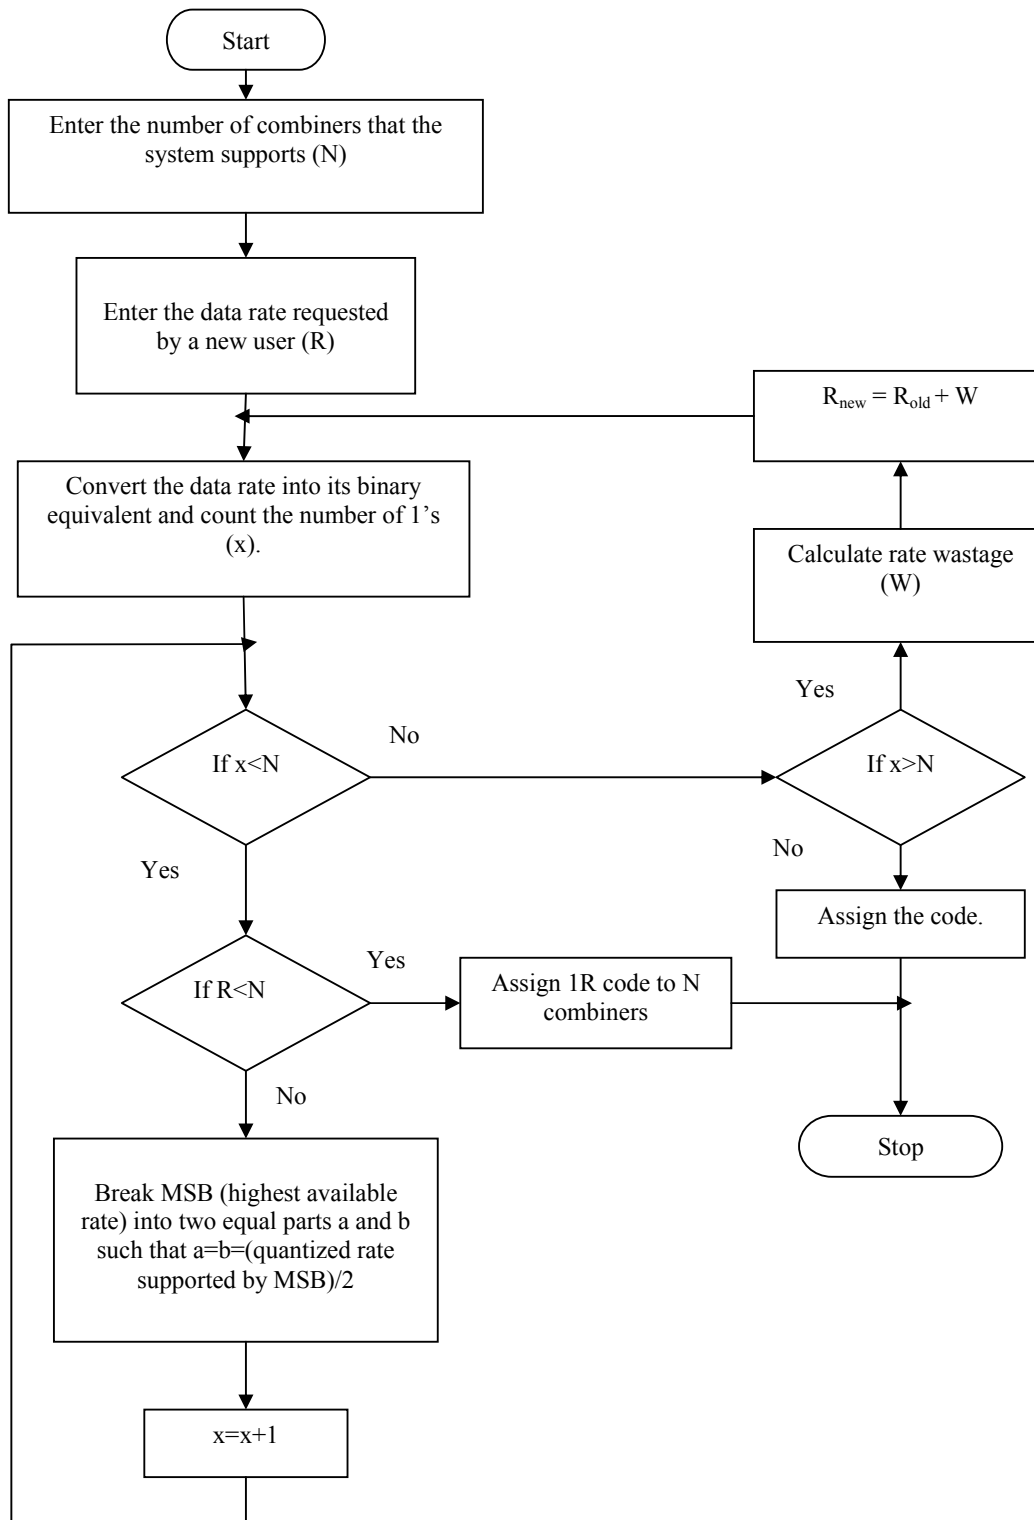 Start
Enter the number of combiners that the
system supports (N)
Enter the data rate requested
by a new user (R)
R_new = R_old + W
Convert the data rate into its binary
equivalent and count the number of 1’s
(x).
Calculate rate wastage
(W)
Yes
If x<N
No
If x>N
Yes
No
Assign the code.
If R<N
Yes
Assign 1R code to N
combiners
No
Stop
Break MSB (highest available
rate) into two equal parts a and b
such that a=b=(quantized rate
supported by MSB)/2
x=x+1